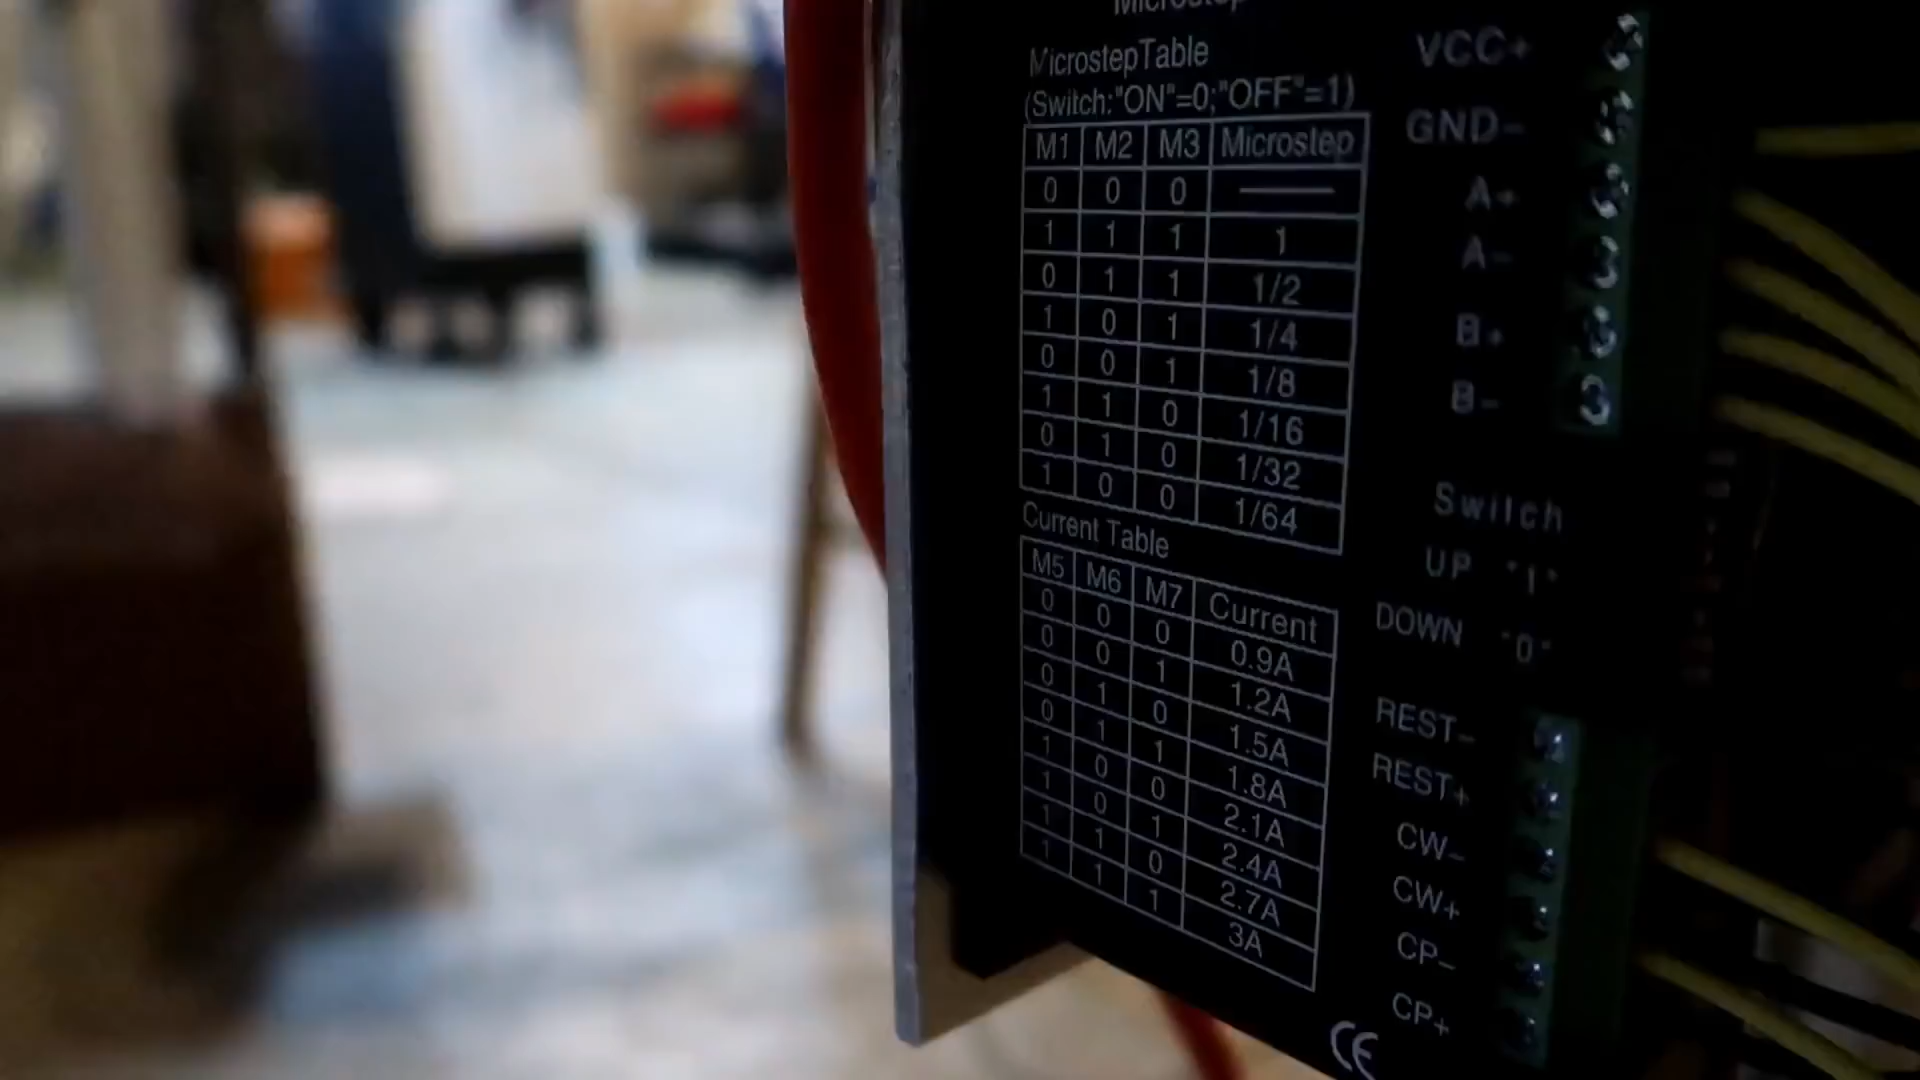 MicrostepTable
(Switch:"ON"=0;"OFF"=1)
M1 M2 M3 Microstep
0 0 0 ——
1 1 1 1
0 1 1 1/2
1 0 1 1/4
0 0 1 1/8
1 1 0 1/16
0 1 0 1/32
1 0 0 1/64
Current Table
M5 M6 M7 Current
0 0 0 0.9A
0 0 1 1.2A
0 1 0 1.5A
0 1 1 1.8A
1 0 0 2.1A
1 0 1 2.4A
1 1 0 2.7A
1 1 1 3A
VCC+
GND-
A+
A-
B+
B-
Switch
UP "1"
DOWN "0"
REST-
REST+
CW-
CW+
CP-
CP+
CE